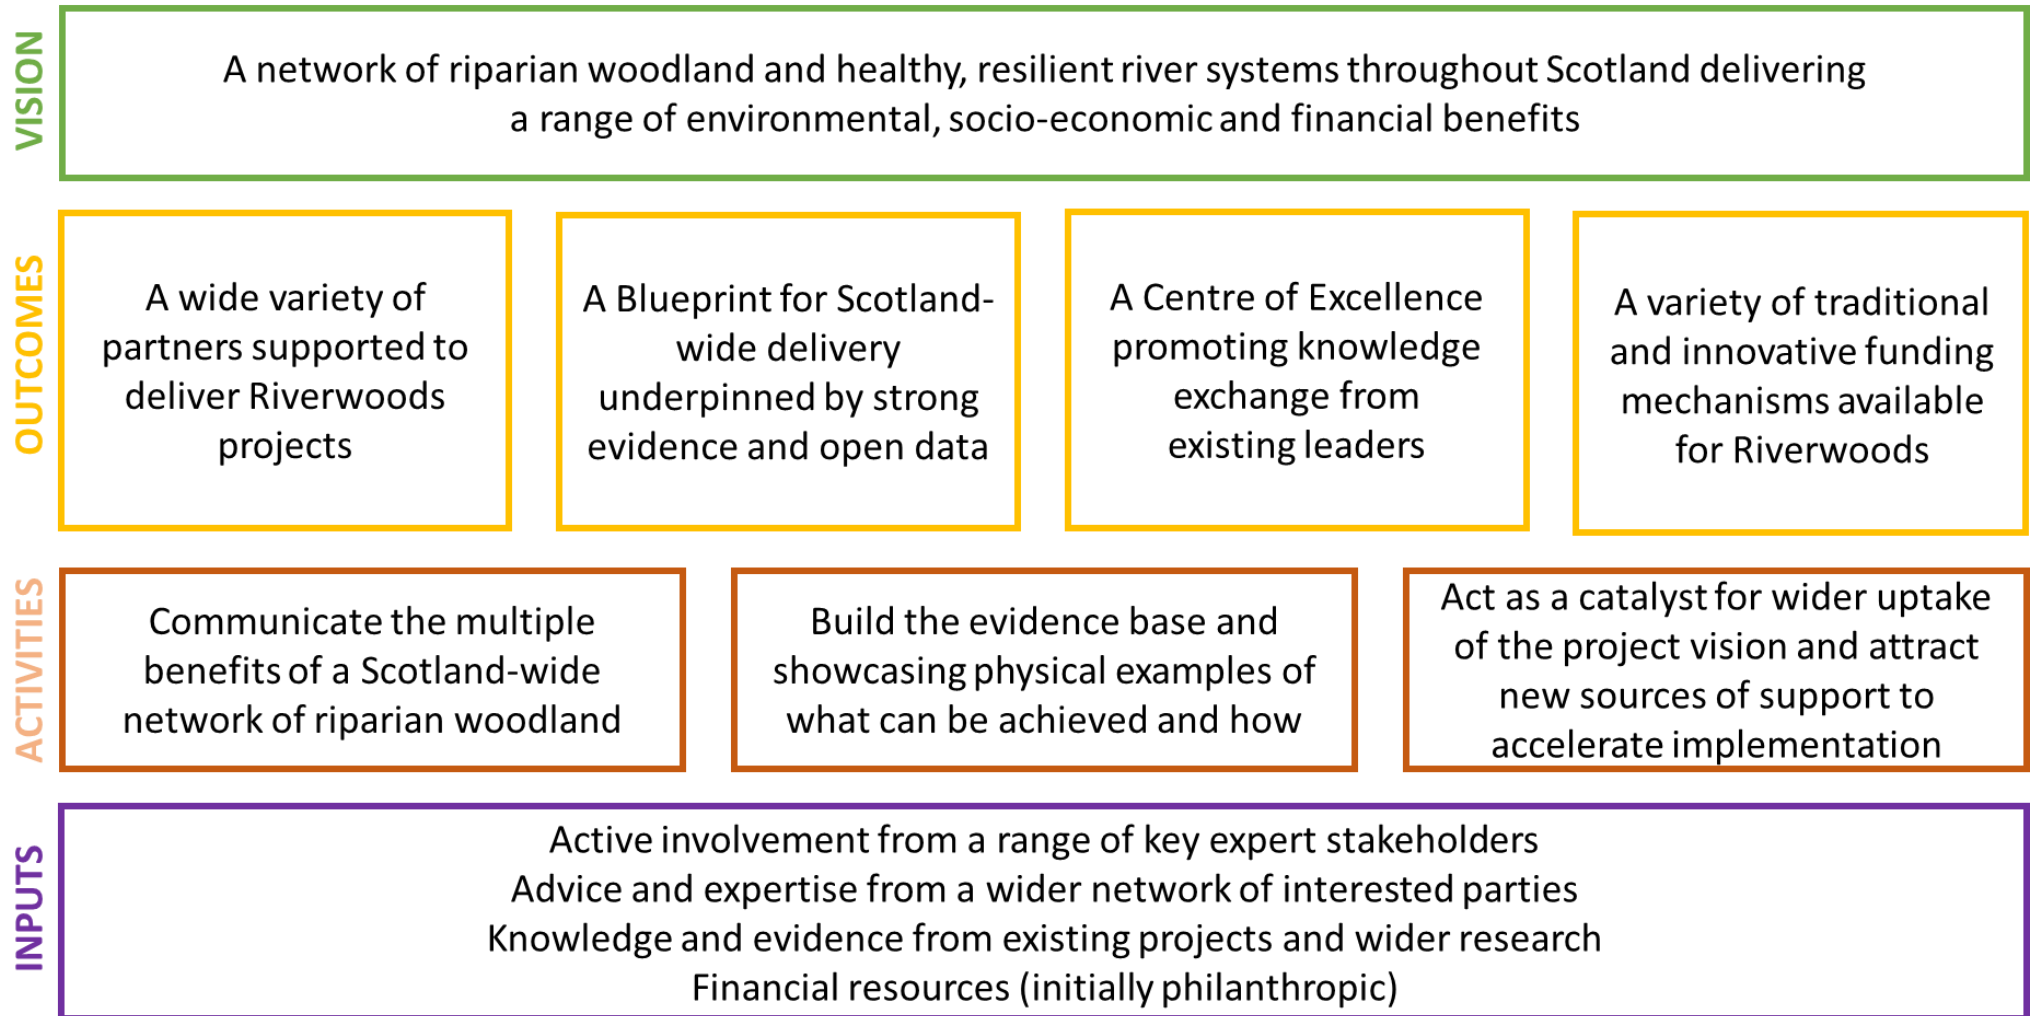 VISION
A network of riparian woodland and healthy, resilient river systems throughout Scotland delivering
a range of environmental, socio-economic and financial benefits
OUTCOMES
A wide variety of
partners supported to
deliver Riverwoods
projects
A Blueprint for Scotland-
wide delivery
underpinned by strong
evidence and open data
A Centre of Excellence
promoting knowledge
exchange from
existing leaders
A variety of traditional
and innovative funding
mechanisms available
for Riverwoods
ACTIVITIES
Communicate the multiple
benefits of a Scotland-wide
network of riparian woodland
Build the evidence base and
showcasing physical examples of
what can be achieved and how
Act as a catalyst for wider uptake
of the project vision and attract
new sources of support to
accelerate implementation
INPUTS
Active involvement from a range of key expert stakeholders
Advice and expertise from a wider network of interested parties
Knowledge and evidence from existing projects and wider research
Financial resources (initially philanthropic)